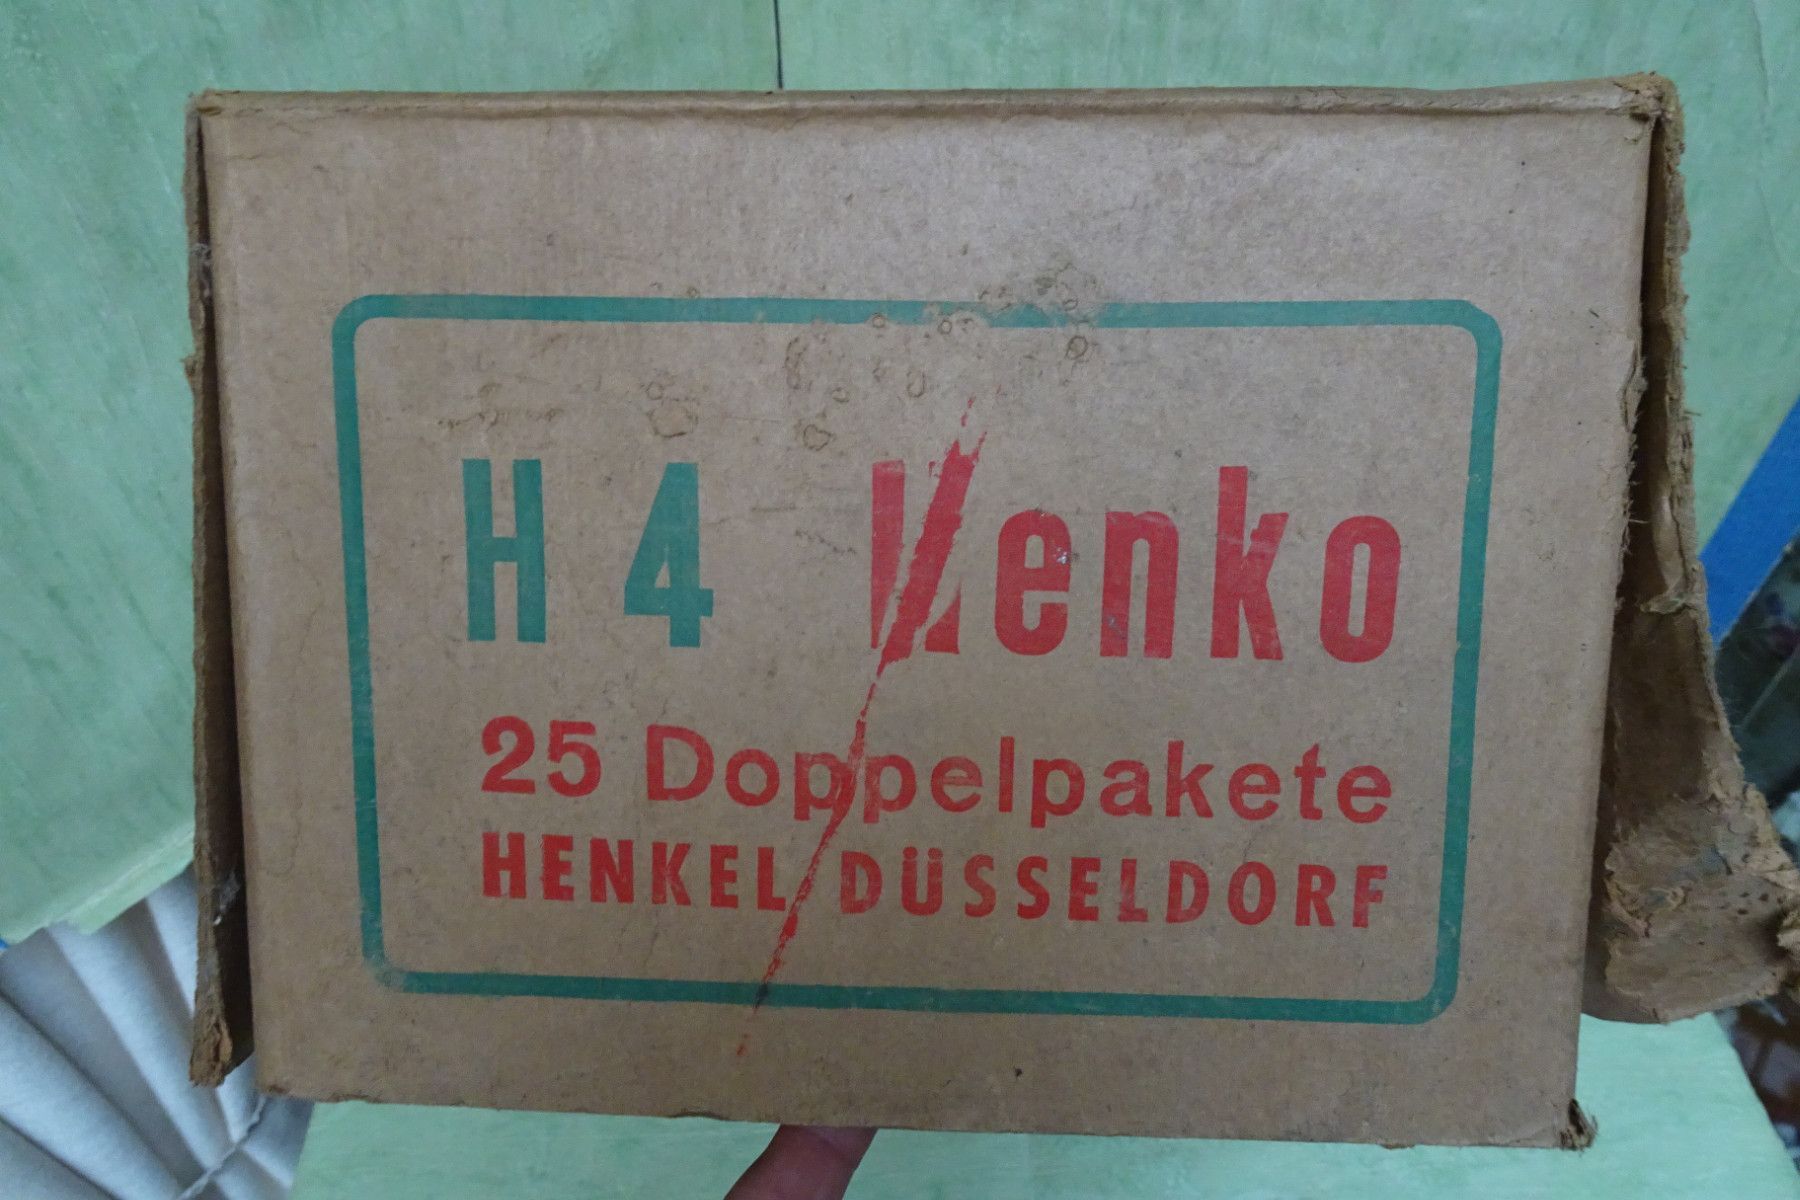 H 4 Henko
25 Doppelpakete
HENKEL DÜSSELDORF